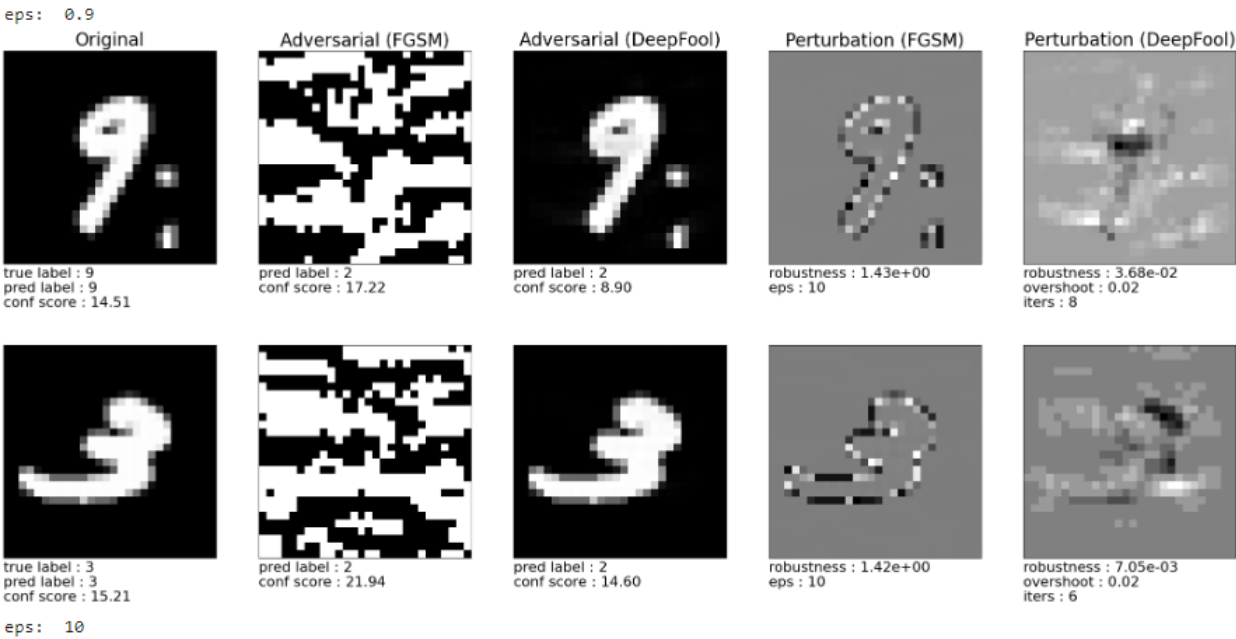 eps:  0.9
Original
Adversarial (FGSM)
Adversarial (DeepFool)
Perturbation (FGSM)
Perturbation (DeepFool)
true label : 9
pred label : 9
conf score : 14.51
pred label : 2
conf score : 17.22
pred label : 2
conf score : 8.90
robustness : 1.43e+00
eps : 10
robustness : 3.68e-02
overshoot : 0.02
iters : 8
true label : 3
pred label : 3
conf score : 15.21
pred label : 2
conf score : 21.94
pred label : 2
conf score : 14.60
robustness : 1.42e+00
eps : 10
robustness : 7.05e-03
overshoot : 0.02
iters : 6
eps:  10